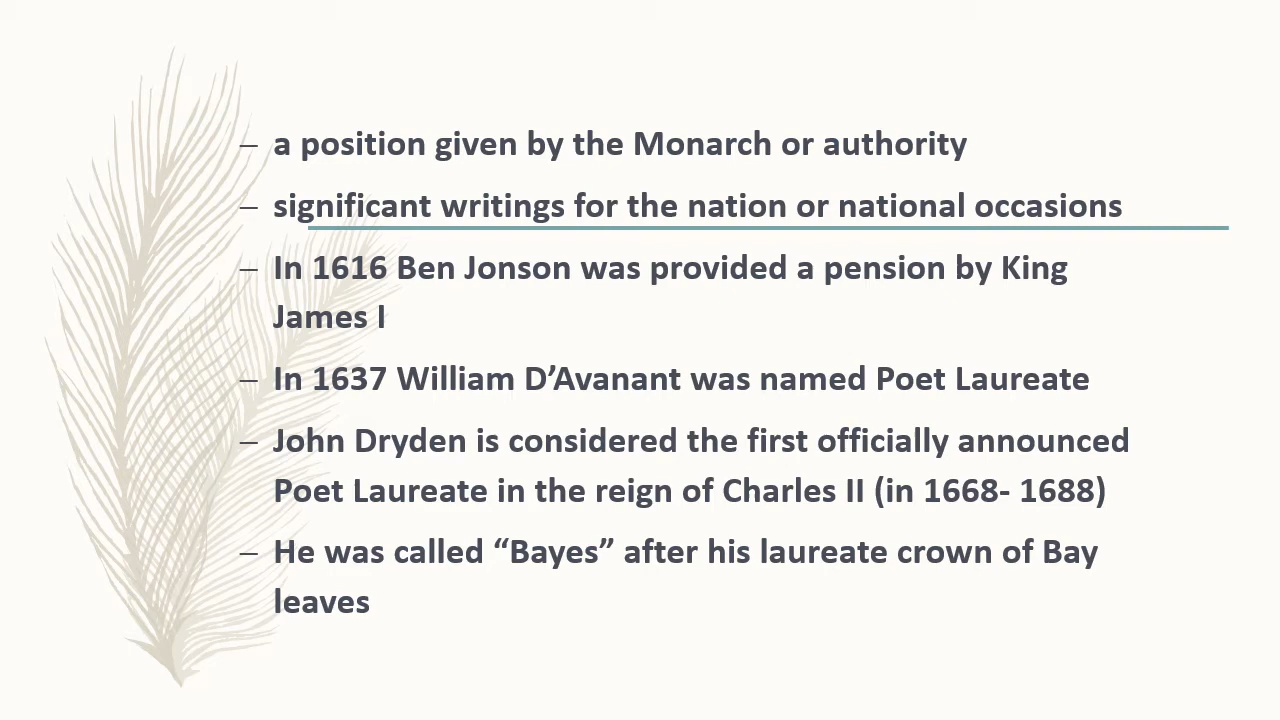 – a position given by the Monarch or authority
– significant writings for the nation or national occasions
– In 1616 Ben Jonson was provided a pension by King
James I
– In 1637 William D’Avanant was named Poet Laureate
– John Dryden is considered the first officially announced
Poet Laureate in the reign of Charles II (in 1668- 1688)
– He was called “Bayes” after his laureate crown of Bay
leaves